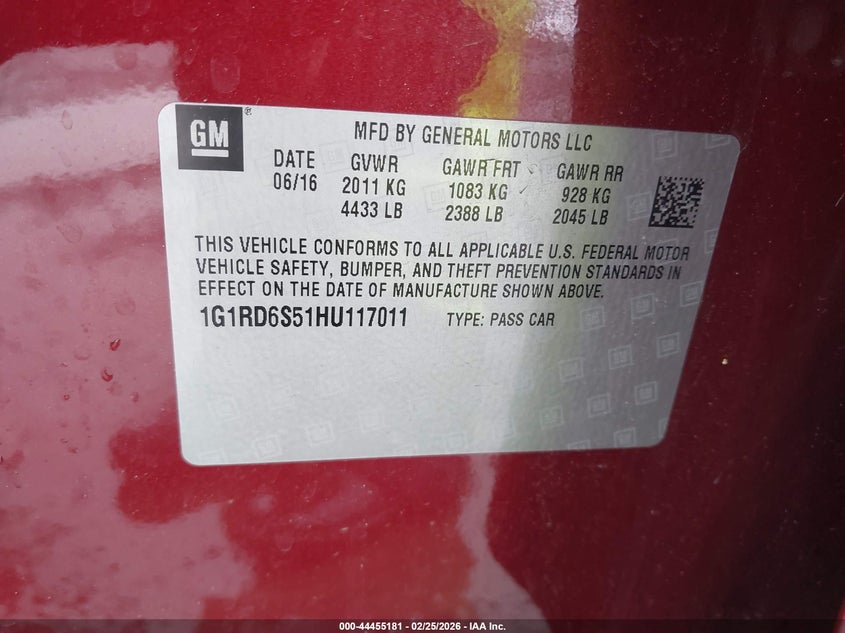 GM ®
MFD BY GENERAL MOTORS LLC
DATE GVWR GAWR FRT GAWR RR
06/16 2011 KG 1083 KG 928 KG
4433 LB 2388 LB 2045 LB
THIS VEHICLE CONFORMS TO ALL APPLICABLE U.S. FEDERAL MOTOR
VEHICLE SAFETY, BUMPER, AND THEFT PREVENTION STANDARDS IN
EFFECT ON THE DATE OF MANUFACTURE SHOWN ABOVE.
1G1RD6S51HU117011 TYPE: PASS CAR
000-44455181 - 02/25/2026 - IAA Inc.